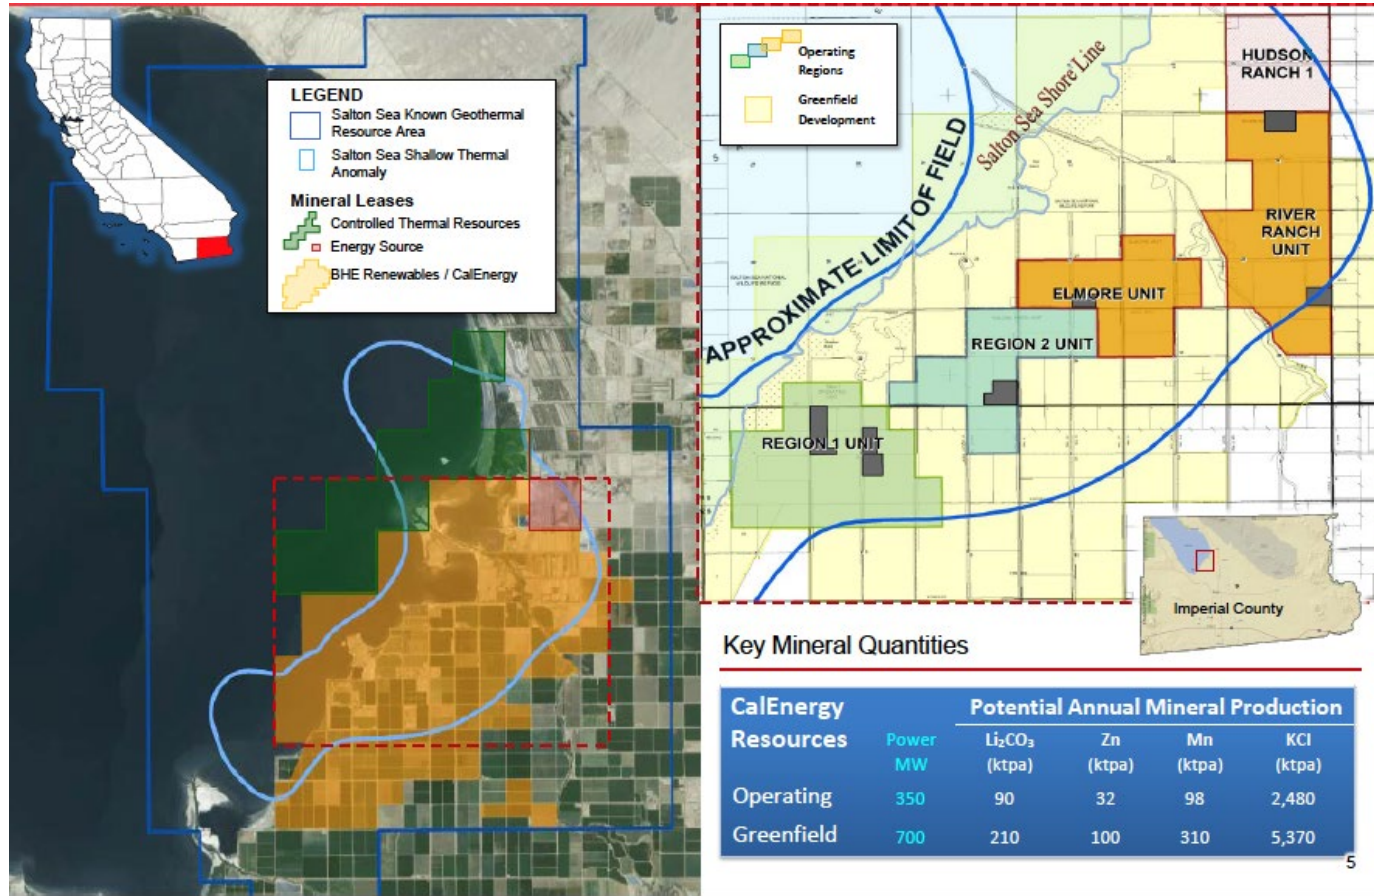 LEGEND
Salton Sea Known Geothermal
Resource Area
Salton Sea Shallow Thermal
Anomaly
Mineral Leases
Controlled Thermal Resources
Energy Source
BHE Renewables / CalEnergy
Operating
Regions
Greenfield
Development
APPROXIMATE LIMIT OF FIELD
Salton Sea Shore Line
HUDSON
RANCH 1
RIVER
RANCH
UNIT
ELMORE UNIT
REGION 2 UNIT
REGION 1 UNIT
Imperial County
Key Mineral Quantities
CalEnergy Potential Annual Mineral Production
Resources Power Li₂CO₃ Zn Mn KCl
MW (ktpa) (ktpa) (ktpa) (ktpa)
Operating 350 90 32 98 2,480
Greenfield 700 210 100 310 5,370
5